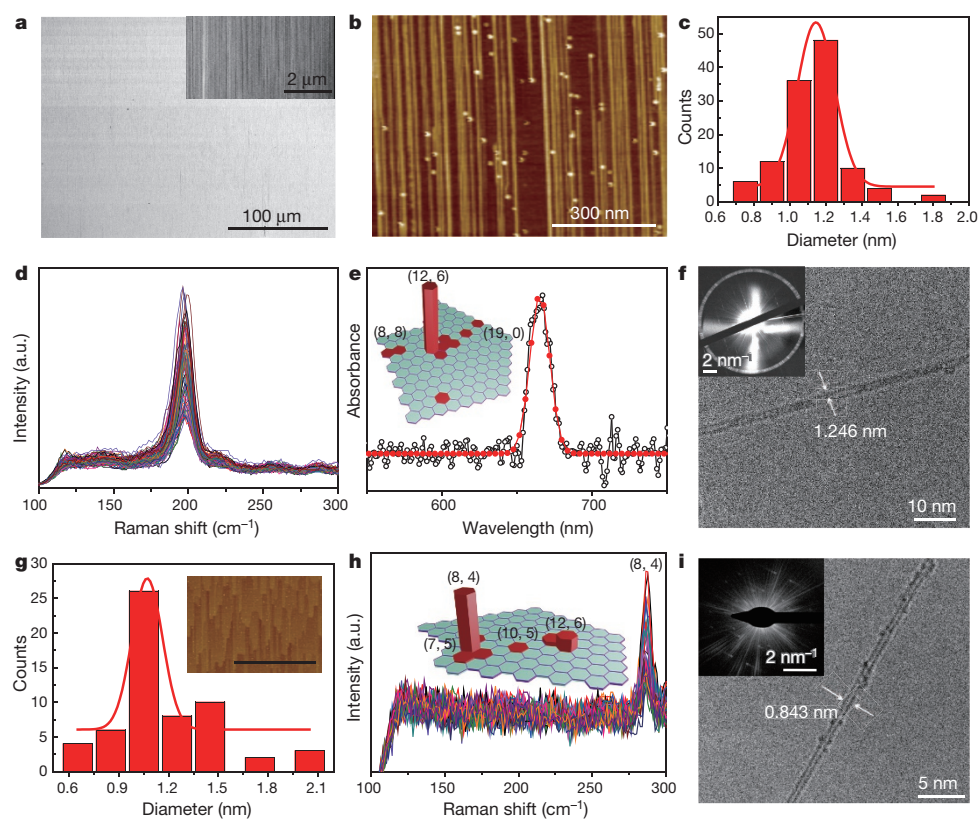 a
2 μm
100 μm
b
300 nm
c
50
40
30
20
10
0
Counts
0.6 0.8 1.0 1.2 1.4 1.6 1.8 2.0
Diameter (nm)
d
Intensity (a.u.)
100 150 200 250 300
Raman shift (cm⁻¹)
e
(12, 6)
(8, 8)
(19, 0)
Absorbance
600 700
Wavelength (nm)
f
2 nm⁻¹
1.246 nm
10 nm
g
30
25
20
15
10
5
0
Counts
0.6 0.9 1.2 1.5 1.8 2.1
Diameter (nm)
h
(8, 4)
(8, 4)
(12, 6)
(10, 5)
(7, 5)
Intensity (a.u.)
100 150 200 250 300
Raman shift (cm⁻¹)
i
2 nm⁻¹
0.843 nm
5 nm